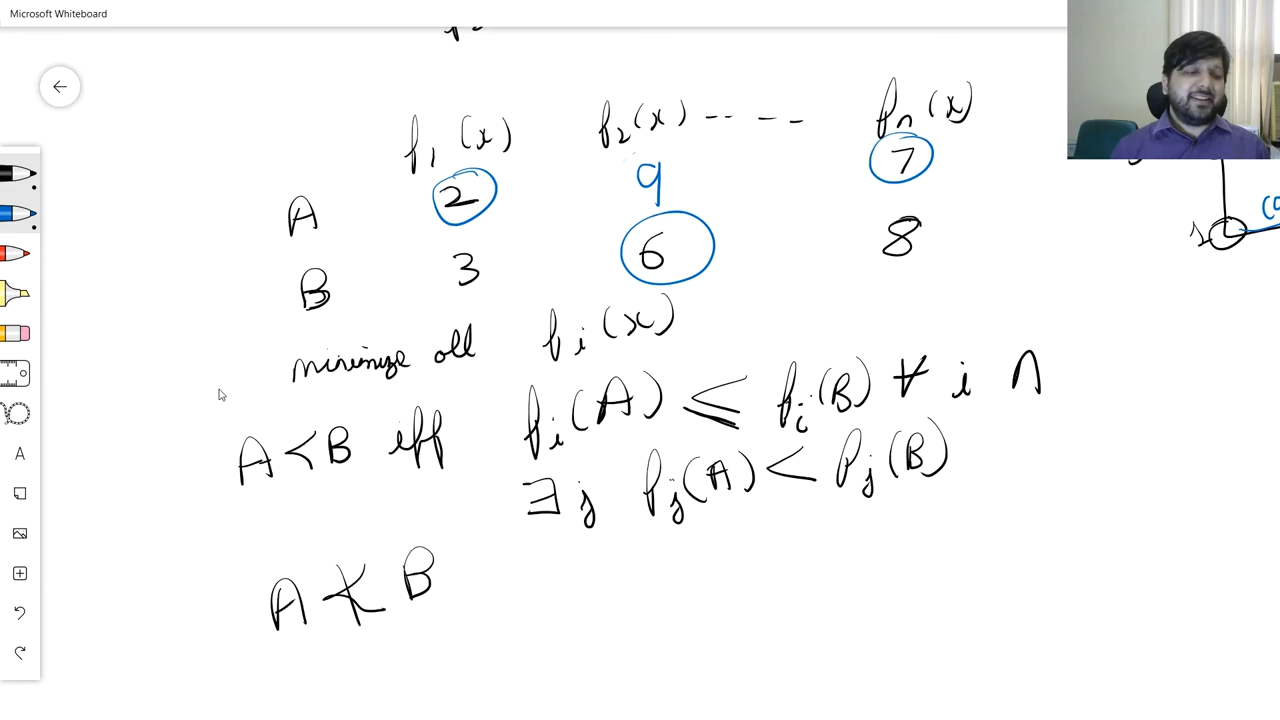 Microsoft Whiteboard
f₁(x) f₂(x) -- -- -- fₙ(x)
A 2 9 7
B 3 6 8
minimize all fᵢ(x)
A ≺ B iff fᵢ(A) ≤ fᵢ(B) ∀ i ∧
∃ j fⱼ(A) < fⱼ(B)
A ⊀ B
A